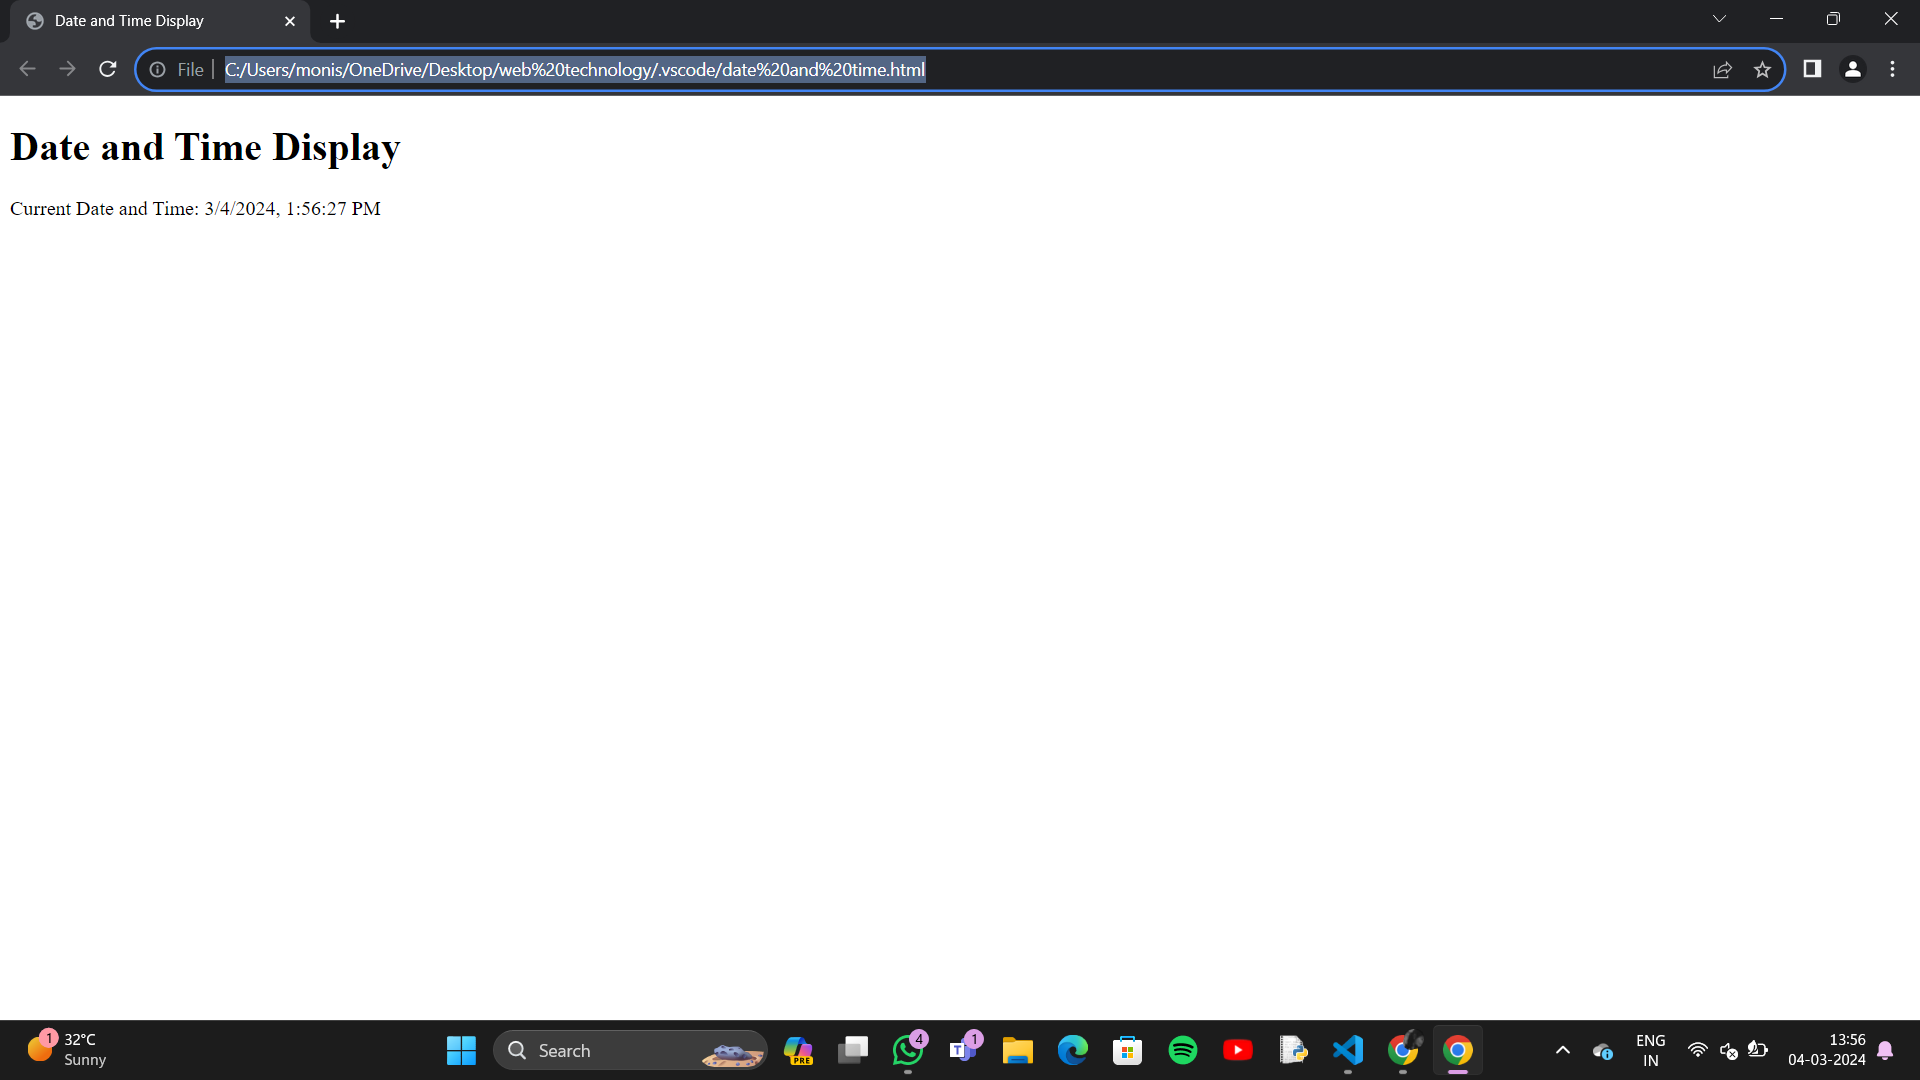 Date and Time Display
File | C:/Users/monis/OneDrive/Desktop/web%20technology/.vscode/date%20and%20time.html
Date and Time Display
Current Date and Time: 3/4/2024, 1:56:27 PM
1
32°C
Sunny
Search
PRE
4
T
1
ENG
IN
13:56
04-03-2024